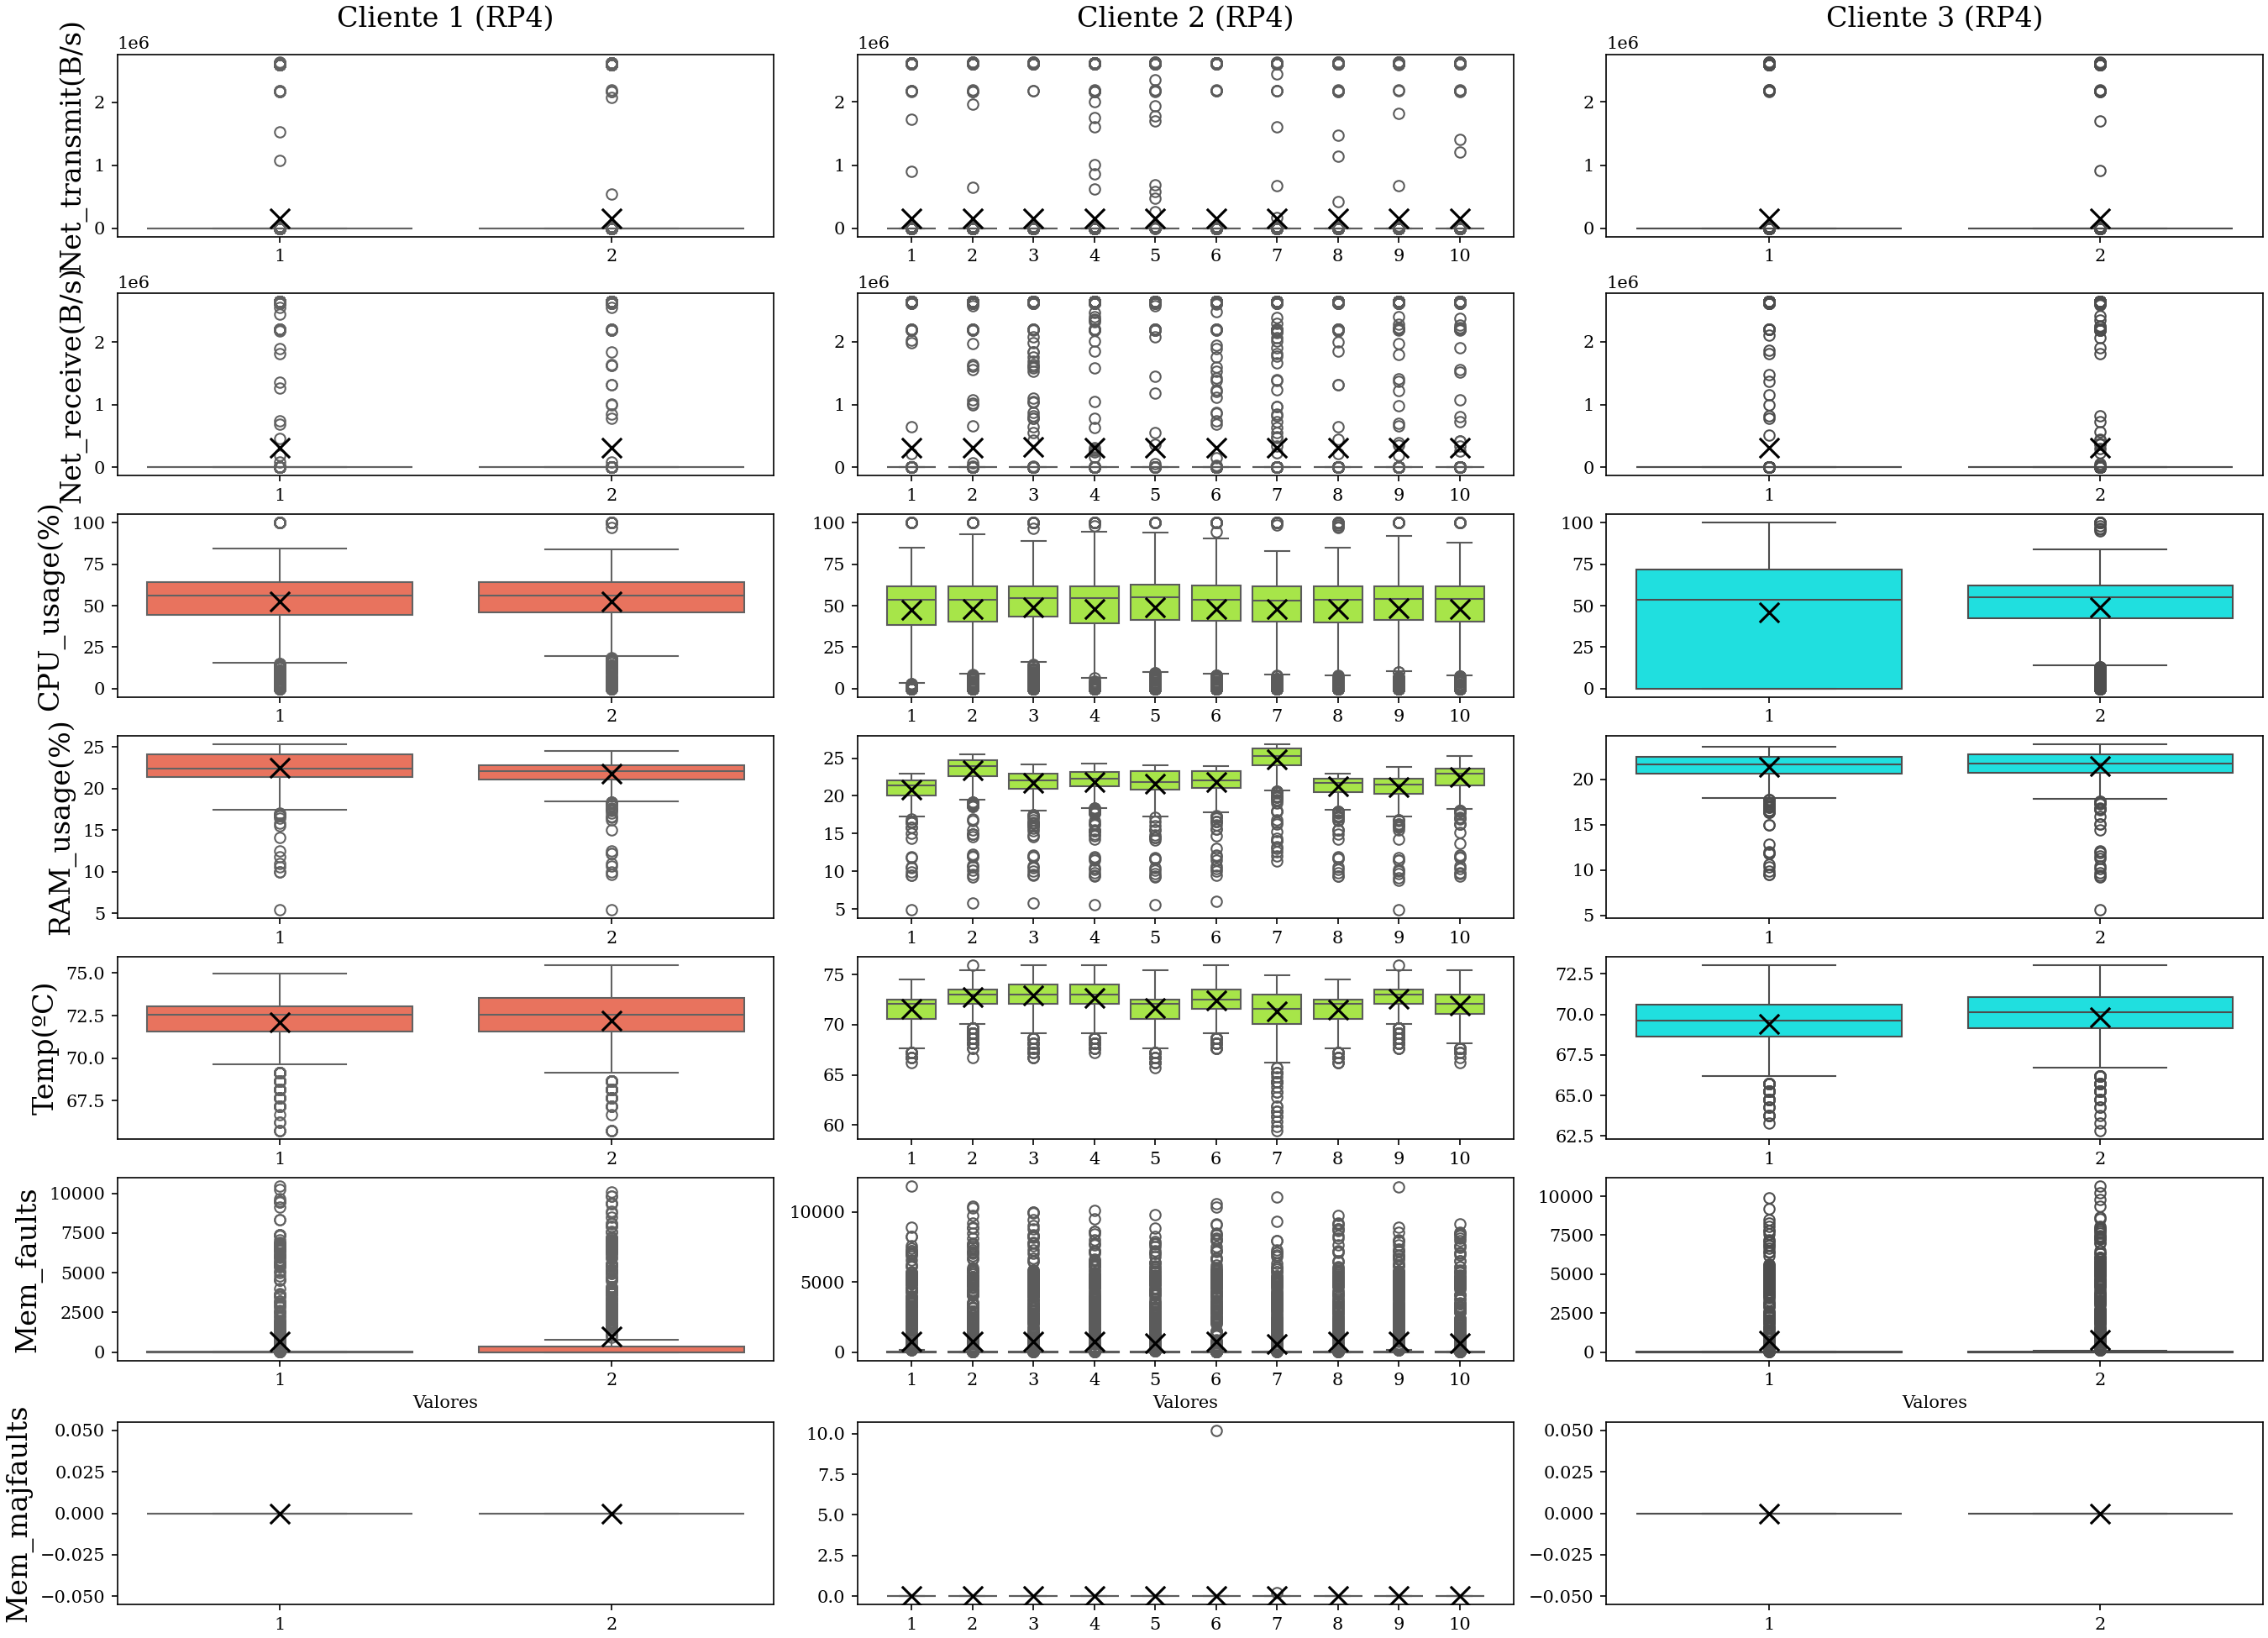 Cliente 1 (RP4) Cliente 2 (RP4) Cliente 3 (RP4)
Net_transmit(B/s)
1e6 1e6 1e6
2 2 2
1 1 1
0 0 0
1 2 1 2 3 4 5 6 7 8 9 10 1 2
Net_receive(B/s)
1e6 1e6 1e6
2 2 2
1 1 1
0 0 0
1 2 1 2 3 4 5 6 7 8 9 10 1 2
CPU_usage(%)
100 100 100
75 75 75
50 50 50
25 25 25
0 0 0
1 2 1 2 3 4 5 6 7 8 9 10 1 2
RAM_usage(%)
25 25
20 20 20
15 15 15
10 10 10
5 5 5
1 2 1 2 3 4 5 6 7 8 9 10 1 2
Temp(ºC)
75.0 75 72.5
72.5 70 70.0
70.0 65 67.5
67.5 60 65.0
62.5
1 2 1 2 3 4 5 6 7 8 9 10 1 2
Mem_faults
10000 10000 10000
7500 7500
5000 5000 5000
2500 2500
0 0 0
1 2 1 2 3 4 5 6 7 8 9 10 1 2
Valores Valores Valores
Mem_majfaults
0.050 10.0 0.050
0.025 7.5 0.025
0.000 5.0 0.000
−0.025 2.5 −0.025
−0.050 0.0 −0.050
1 2 1 2 3 4 5 6 7 8 9 10 1 2